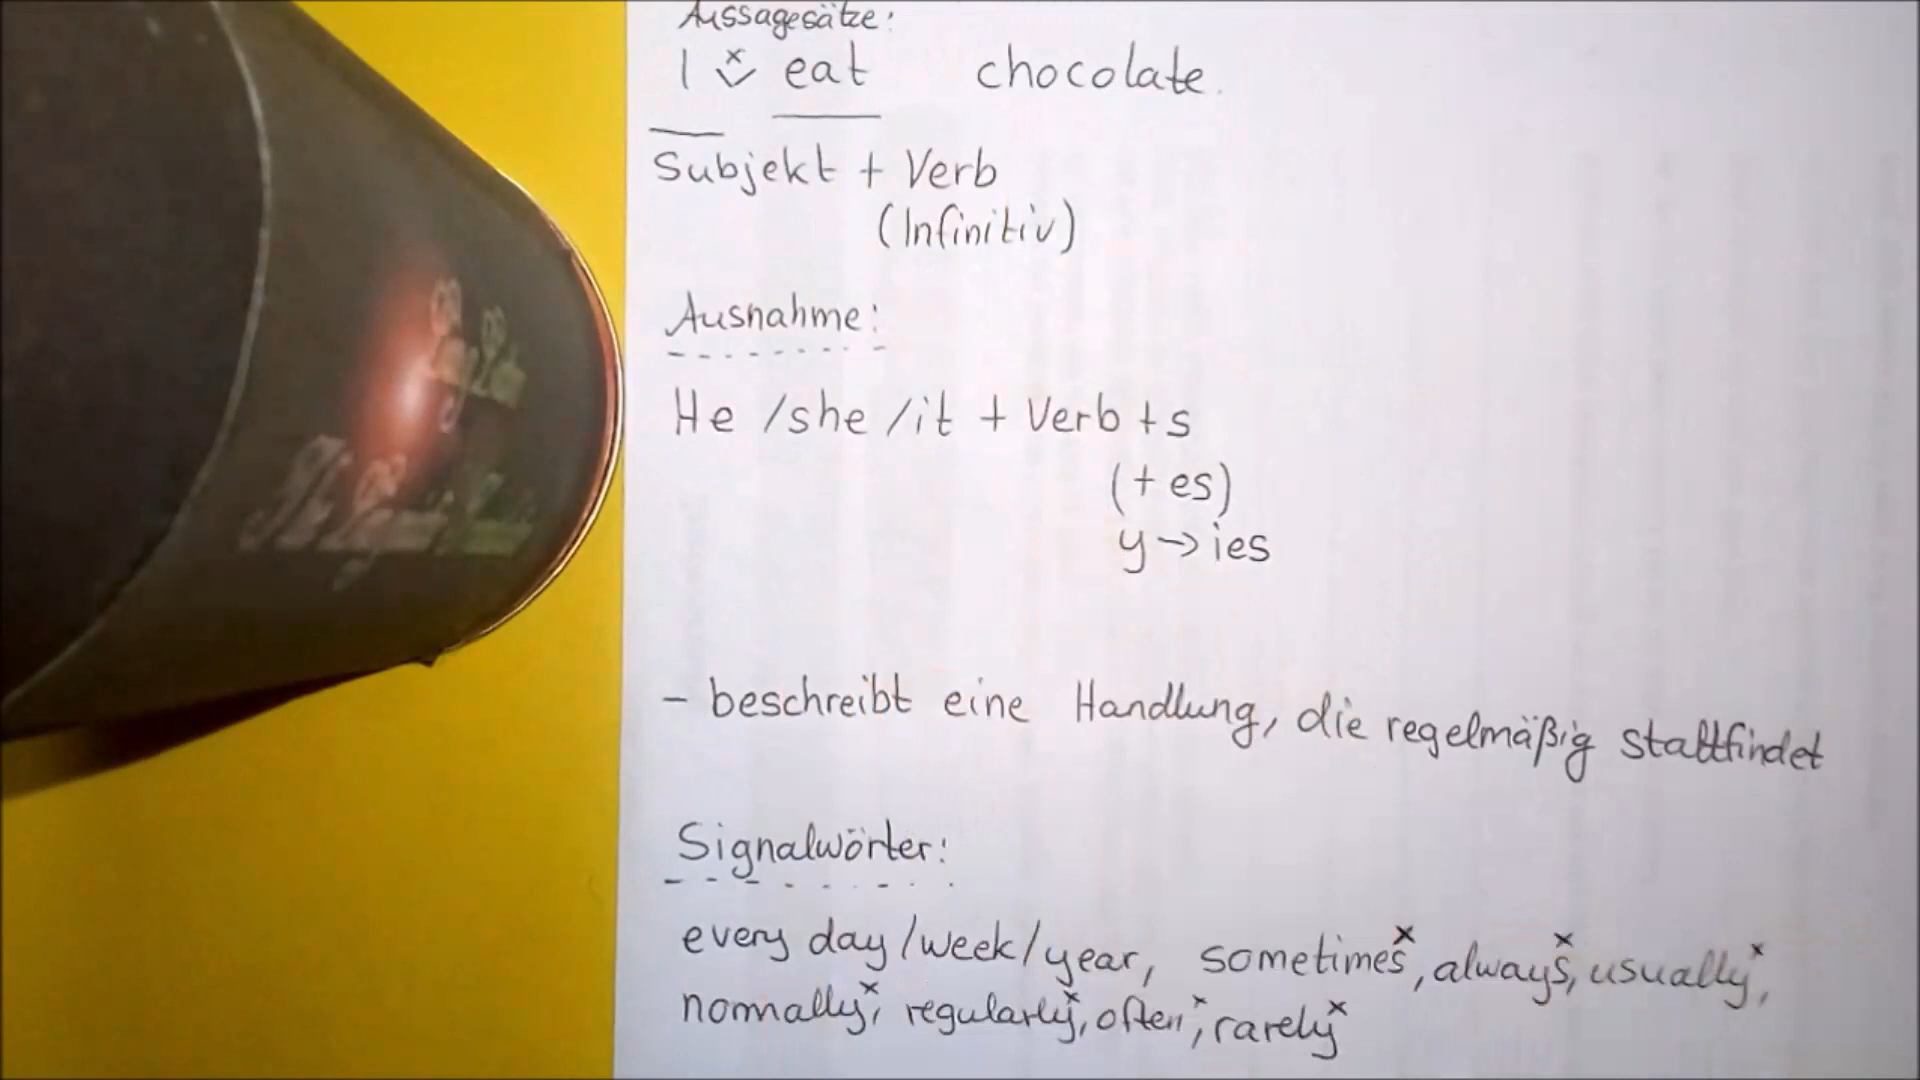 Aussagesätze:
I x eat chocolate.
Subjekt + Verb
(Infinitiv)
Ausnahme:
He /she /it + Verb +s
(+ es)
y → ies
- beschreibt eine Handlung, die regelmäßig stattfindet
Signalwörter:
every day/week/year, sometimes x, always x, usually x,
normally x, regularly x, often x, rarely x